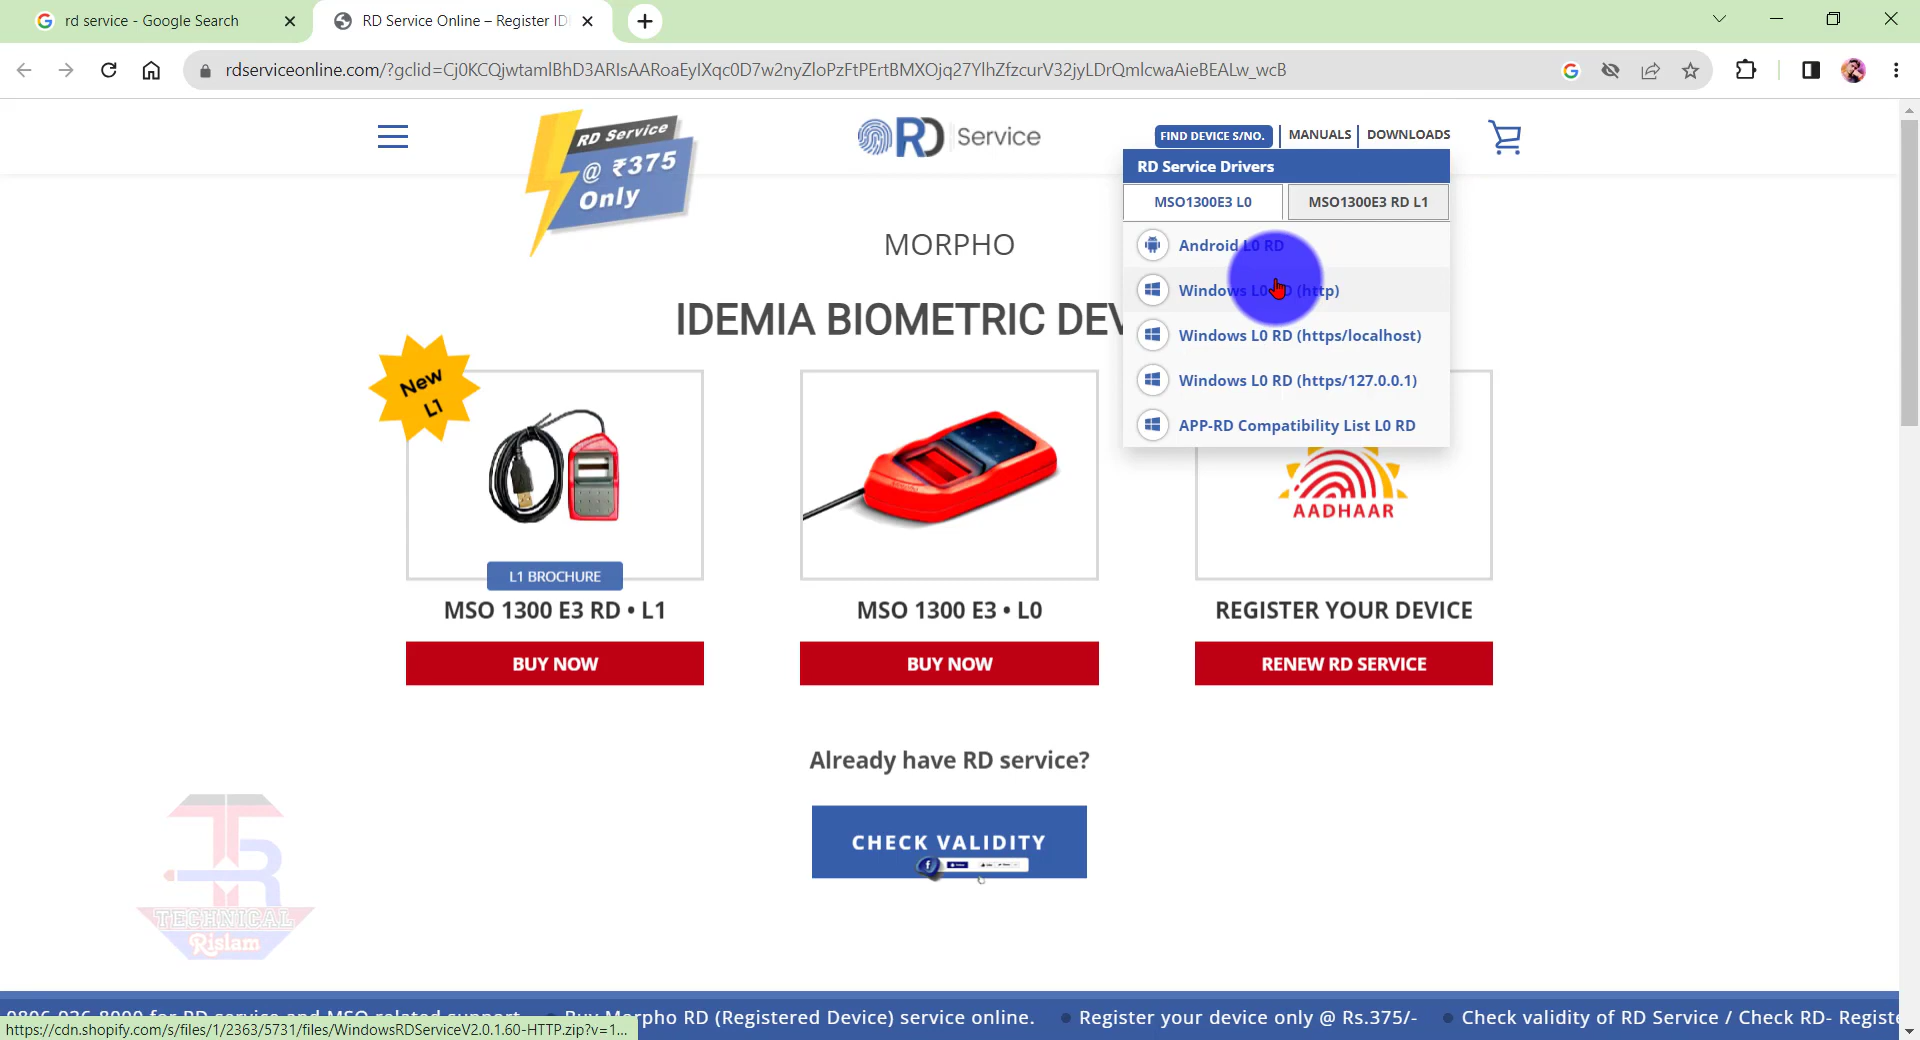 rd service - Google Search
RD Service Online – Register ID
rdserviceonline.com/?gclid=Cj0KCQjwtamlBhD3ARIsAARoaEyIXqc0D7w2nyZloPzFtPErtBMXOjq27YlhZfzcurV32jyLDrQmlcwaAieBEALw_wcB
RD Service
@ ₹375
Only
RD Service
FIND DEVICE S/NO.
MANUALS
DOWNLOADS
RD Service Drivers
MSO1300E3 L0
MSO1300E3 RD L1
Android L0 RD
Windows L0 RD (http)
Windows L0 RD (https/localhost)
Windows L0 RD (https/127.0.0.1)
APP-RD Compatibility List L0 RD
MORPHO
IDEMIA BIOMETRIC DEV
New
L1
AADHAAR
L1 BROCHURE
MSO 1300 E3 RD • L1
MSO 1300 E3 • L0
REGISTER YOUR DEVICE
BUY NOW
BUY NOW
RENEW RD SERVICE
Already have RD service?
CHECK VALIDITY
TECHNICAL
Rislam
rpho RD (Registered Device) service online.
Register your device only @ Rs.375/-
Check validity of RD Service / Check RD- Registe
https://cdn.shopify.com/s/files/1/2363/5731/files/WindowsRDServiceV2.0.1.60-HTTP.zip?v=1...